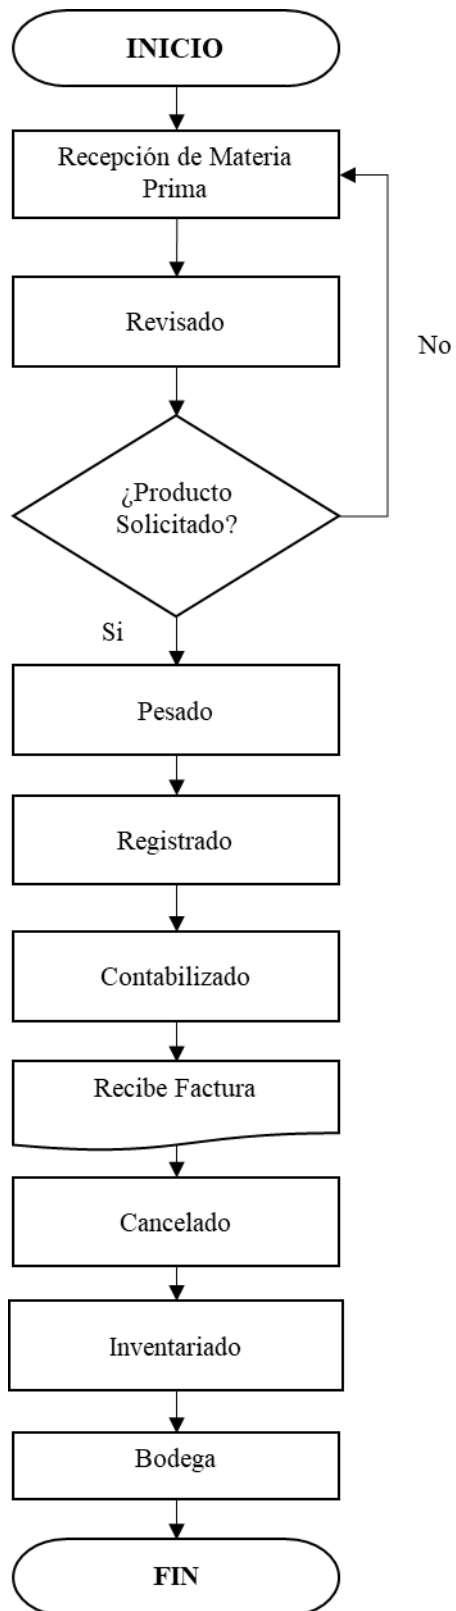 INICIO
Recepción de Materia
Prima
Revisado
No
¿Producto
Solicitado?
Si
Pesado
Registrado
Contabilizado
Recibe Factura
Cancelado
Inventariado
Bodega
FIN